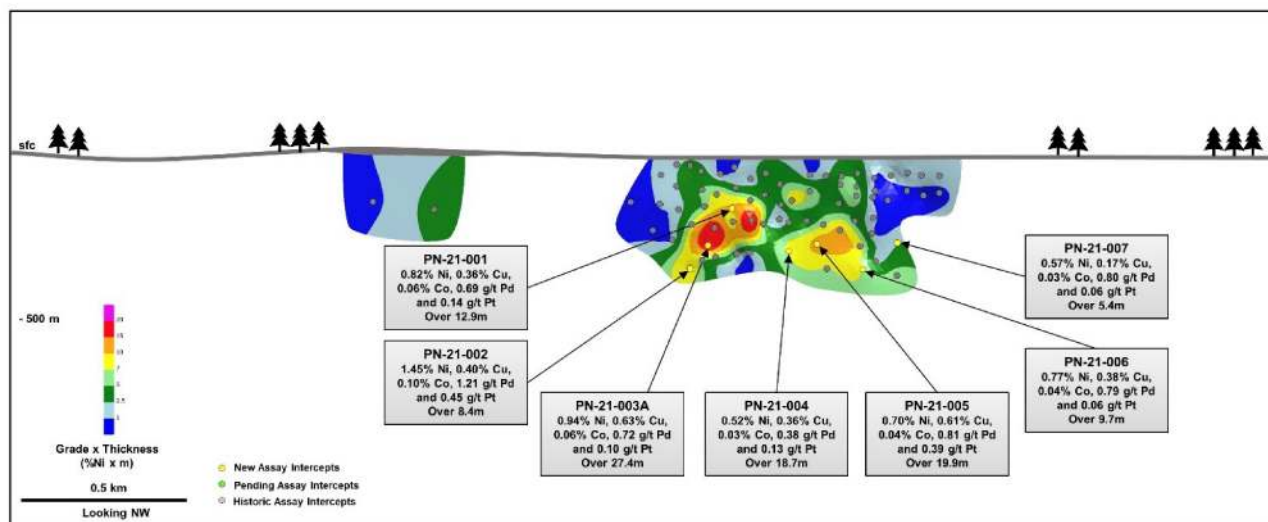 sfc
PN-21-001
0.82% Ni, 0.36% Cu,
0.06% Co, 0.69 g/t Pd
and 0.14 g/t Pt
Over 12.9m
PN-21-007
0.57% Ni, 0.17% Cu,
0.03% Co, 0.80 g/t Pd
and 0.06 g/t Pt
Over 5.4m
- 500 m
PN-21-002
1.45% Ni, 0.40% Cu,
0.10% Co, 1.21 g/t Pd
and 0.45 g/t Pt
Over 8.4m
PN-21-006
0.77% Ni, 0.38% Cu,
0.04% Co, 0.79 g/t Pd
and 0.06 g/t Pt
Over 9.7m
PN-21-003A
0.94% Ni, 0.63% Cu,
0.06% Co, 0.72 g/t Pd
and 0.10 g/t Pt
Over 27.4m
PN-21-004
0.52% Ni, 0.36% Cu,
0.03% Co, 0.38 g/t Pd
and 0.13 g/t Pt
Over 18.7m
PN-21-005
0.70% Ni, 0.61% Cu,
0.04% Co, 0.81 g/t Pd
and 0.39 g/t Pt
Over 19.9m
Grade x Thickness
(%Ni x m)
0.5 km
Looking NW
New Assay Intercepts
Pending Assay Intercepts
Historic Assay Intercepts